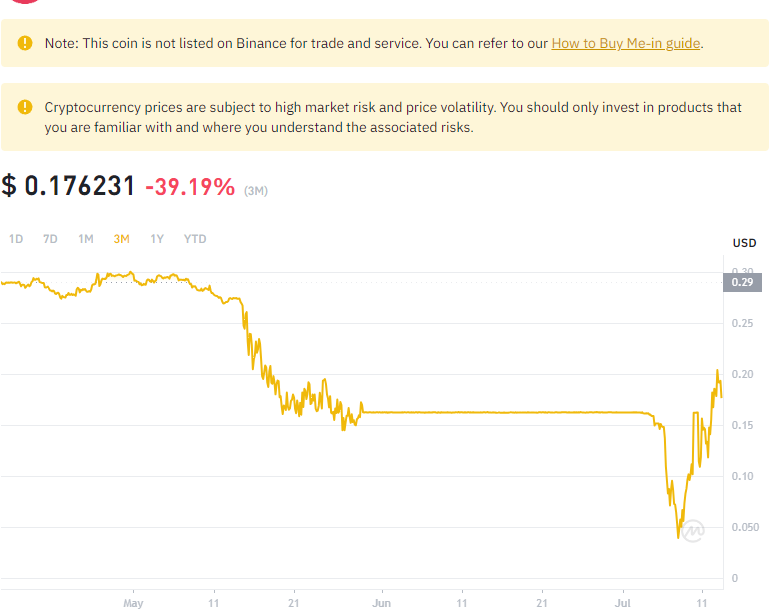 Note: This coin is not listed on Binance for trade and service. You can refer to our How to Buy Me-in guide.
Cryptocurrency prices are subject to high market risk and price volatility. You should only invest in products that
you are familiar with and where you understand the associated risks.
$ 0.176231 -39.19% (3M)
1D 7D 1M 3M 1Y YTD
USD
0.30
0.29
0.25
0.20
0.15
0.10
0.050
0
May 11 21 Jun 11 21 Jul 11